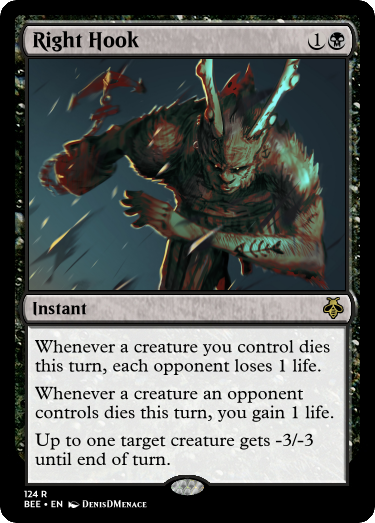 Right Hook
1
Instant
Whenever a creature you control dies
this turn, each opponent loses 1 life.
Whenever a creature an opponent
controls dies this turn, you gain 1 life.
Up to one target creature gets -3/-3
until end of turn.
124 R
BEE • EN DenisDMenace